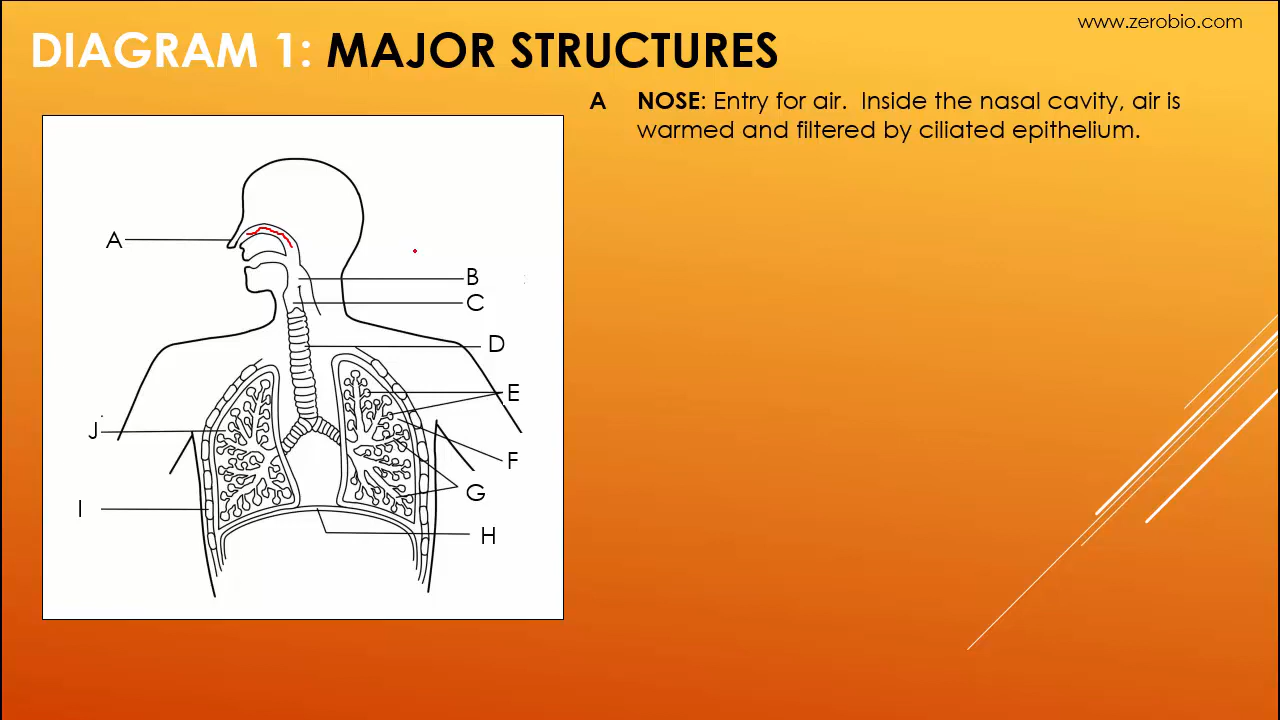 www.zerobio.com
DIAGRAM 1: MAJOR STRUCTURES
A NOSE: Entry for air. Inside the nasal cavity, air is
warmed and filtered by ciliated epithelium.
A
B
C
D
E
J
F
G
I
H